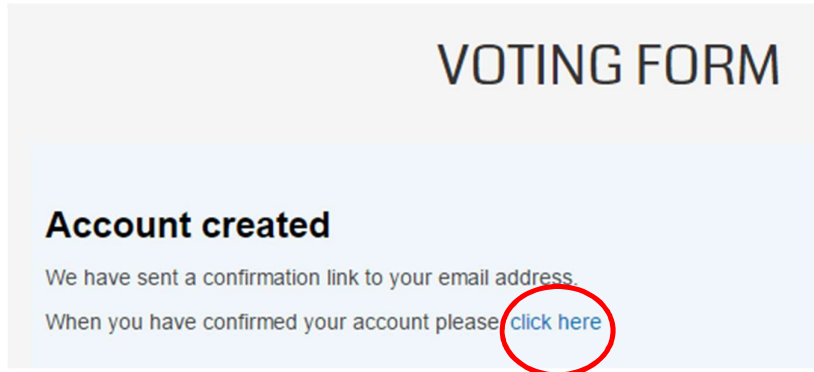 VOTING FORM
Account created
We have sent a confirmation link to your email address.
When you have confirmed your account please click here